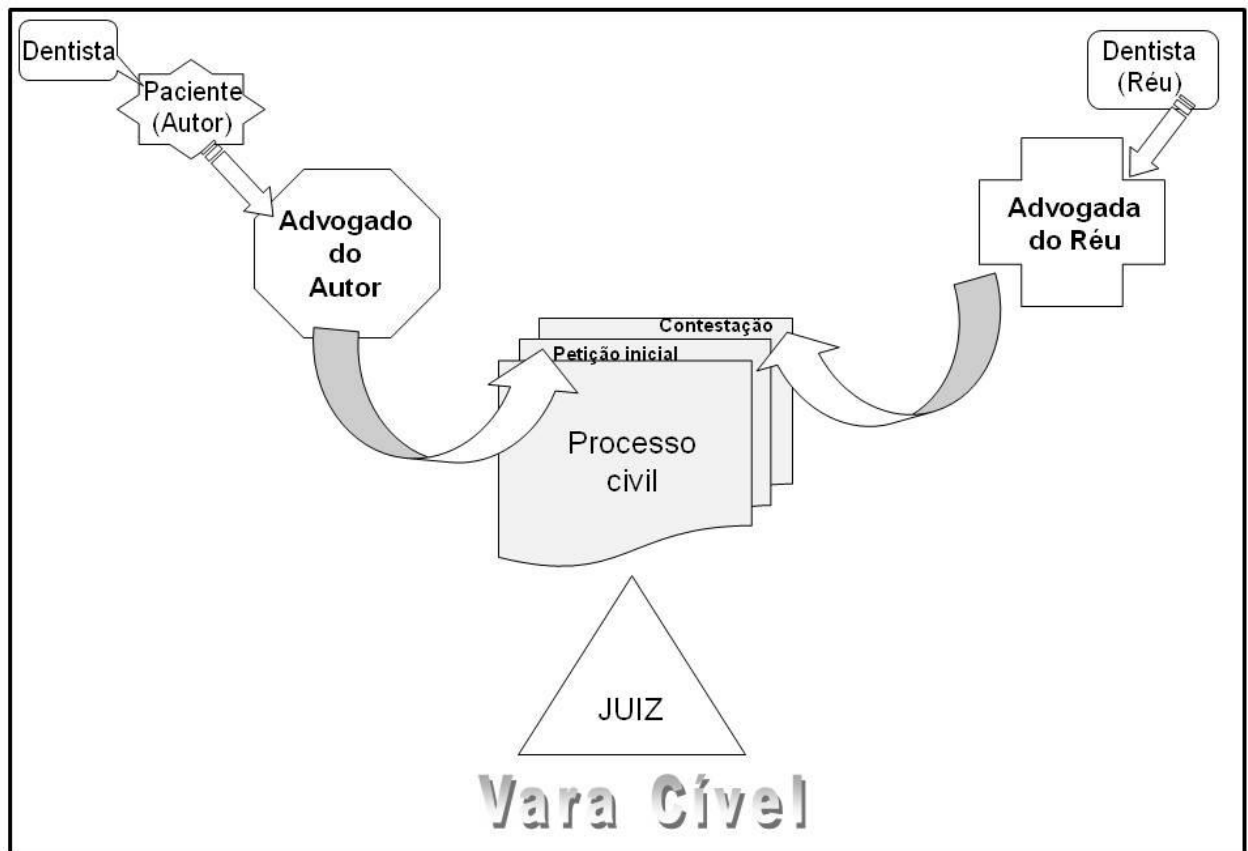 Dentista
Paciente
(Autor)
Advogado
do
Autor
Dentista
(Réu)
Advogada
do Réu
Contestação
Petição inicial
Processo
civil
JUIZ
Vara Cível